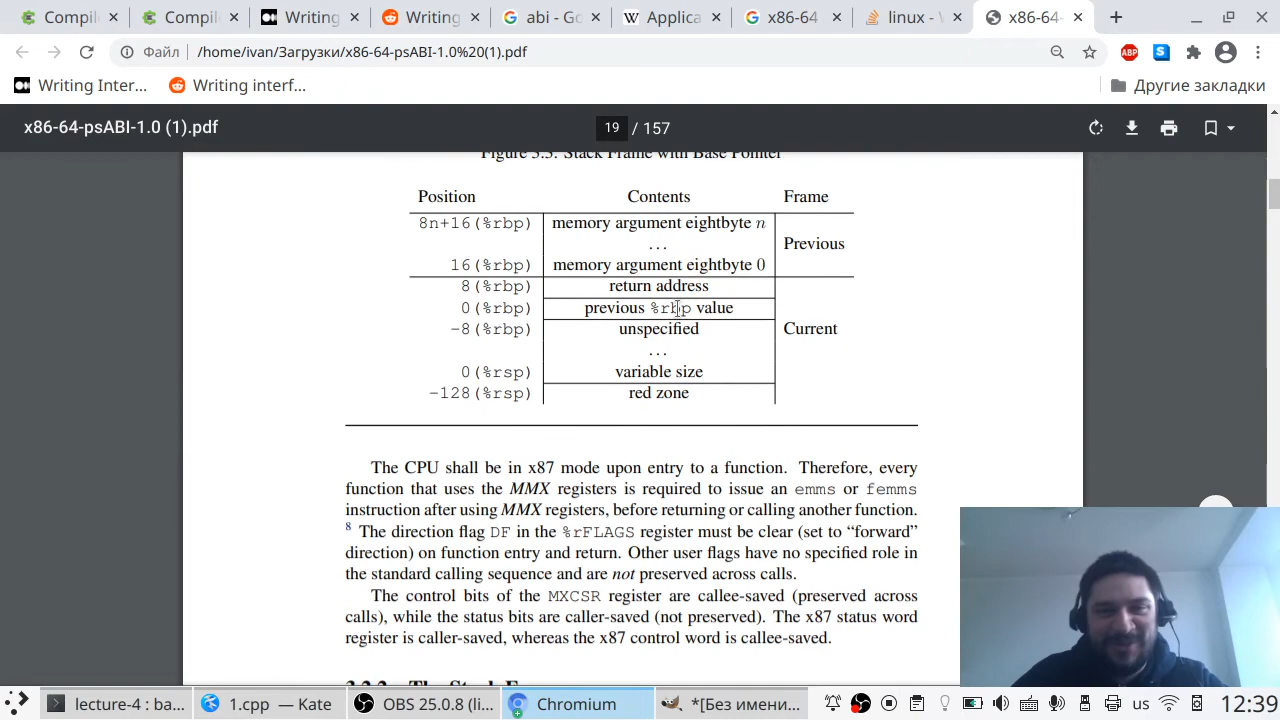 Compile
Compil
Writing
Writing
abi - Go
Applica
x86-64
linux - W
x86-64-
Файл /home/ivan/Загрузки/x86-64-psABI-1.0%20(1).pdf
Writing Inter... Writing interf... Другие закладки
x86-64-psABI-1.0 (1).pdf 19 / 157
Figure 3.3: Stack Frame with Base Pointer
Position Contents Frame
8n+16(%rbp) memory argument eightbyte n
... Previous
16(%rbp) memory argument eightbyte 0
8(%rbp) return address
0(%rbp) previous %rbp value
-8(%rbp) unspecified Current
...
0(%rsp) variable size
-128(%rsp) red zone
The CPU shall be in x87 mode upon entry to a function. Therefore, every
function that uses the MMX registers is required to issue an emms or femms
instruction after using MMX registers, before returning or calling another function.
8 The direction flag DF in the %rFLAGS register must be clear (set to “forward”
direction) on function entry and return. Other user flags have no specified role in
the standard calling sequence and are not preserved across calls.
The control bits of the MXCSR register are callee-saved (preserved across
calls), while the status bits are caller-saved (not preserved). The x87 status word
register is caller-saved, whereas the x87 control word is callee-saved.
lecture-4 : ba... 1.cpp — Kate OBS 25.0.8 (li... Chromium *[Без имени... us 12:39